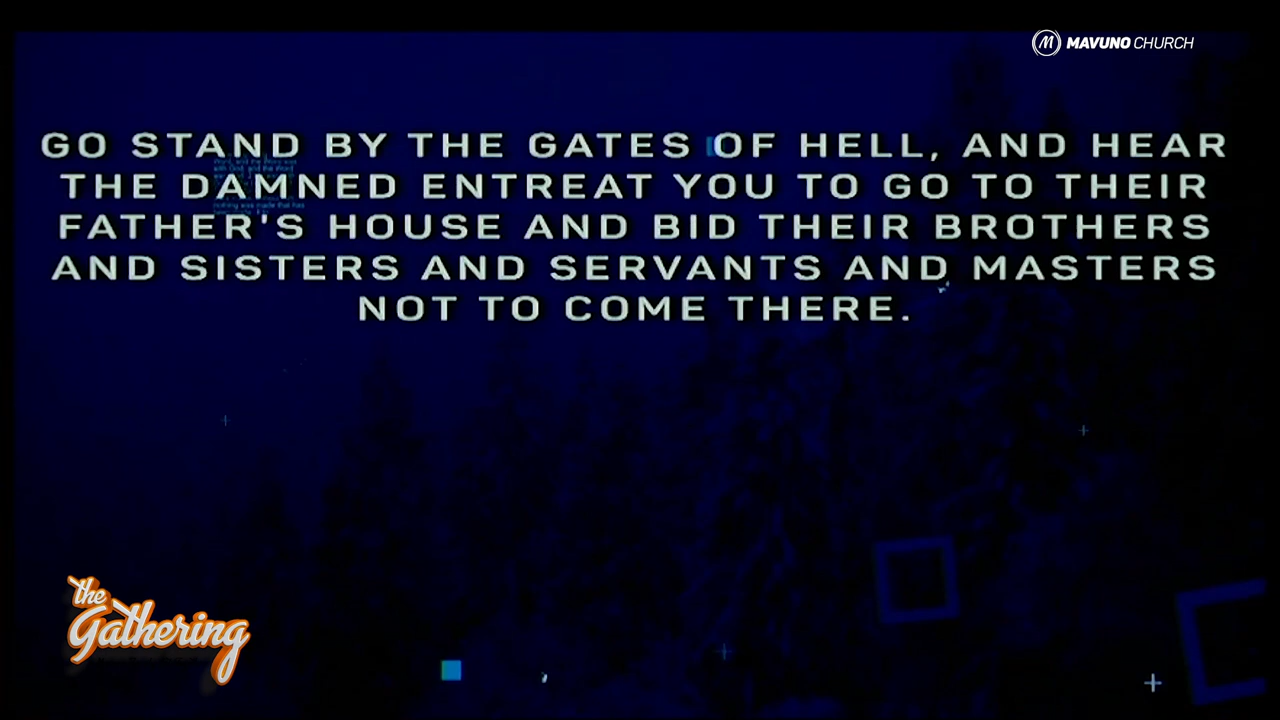 MAVUNO CHURCH
GO STAND BY THE GATES OF HELL, AND HEAR
THE DAMNED ENTREAT YOU TO GO TO THEIR
FATHER'S HOUSE AND BID THEIR BROTHERS
AND SISTERS AND SERVANTS AND MASTERS
NOT TO COME THERE.
the
Gathering